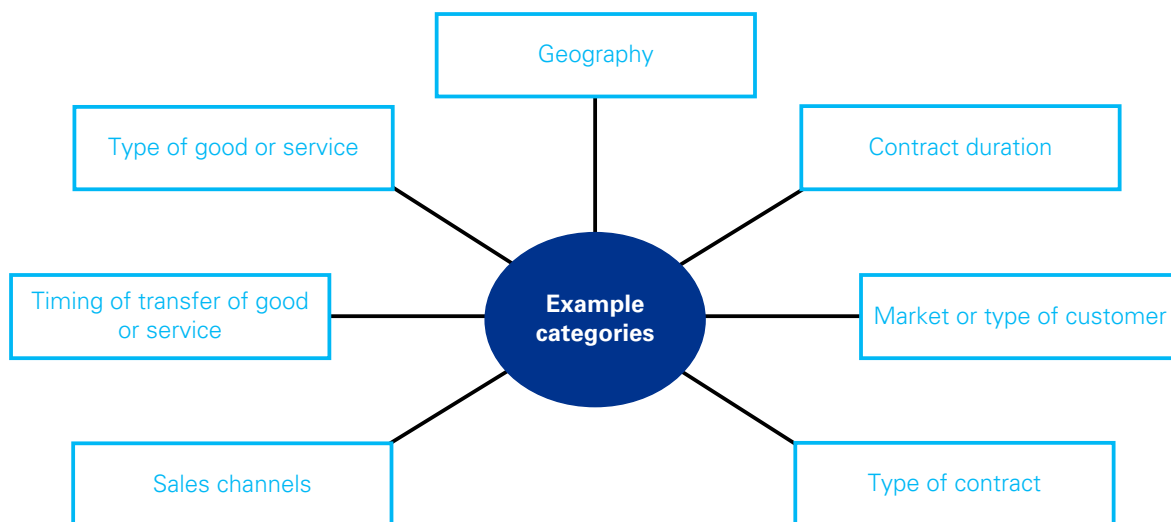 Geography
Type of good or service
Contract duration
Timing of transfer of good
or service
Example
categories
Market or type of customer
Sales channels
Type of contract